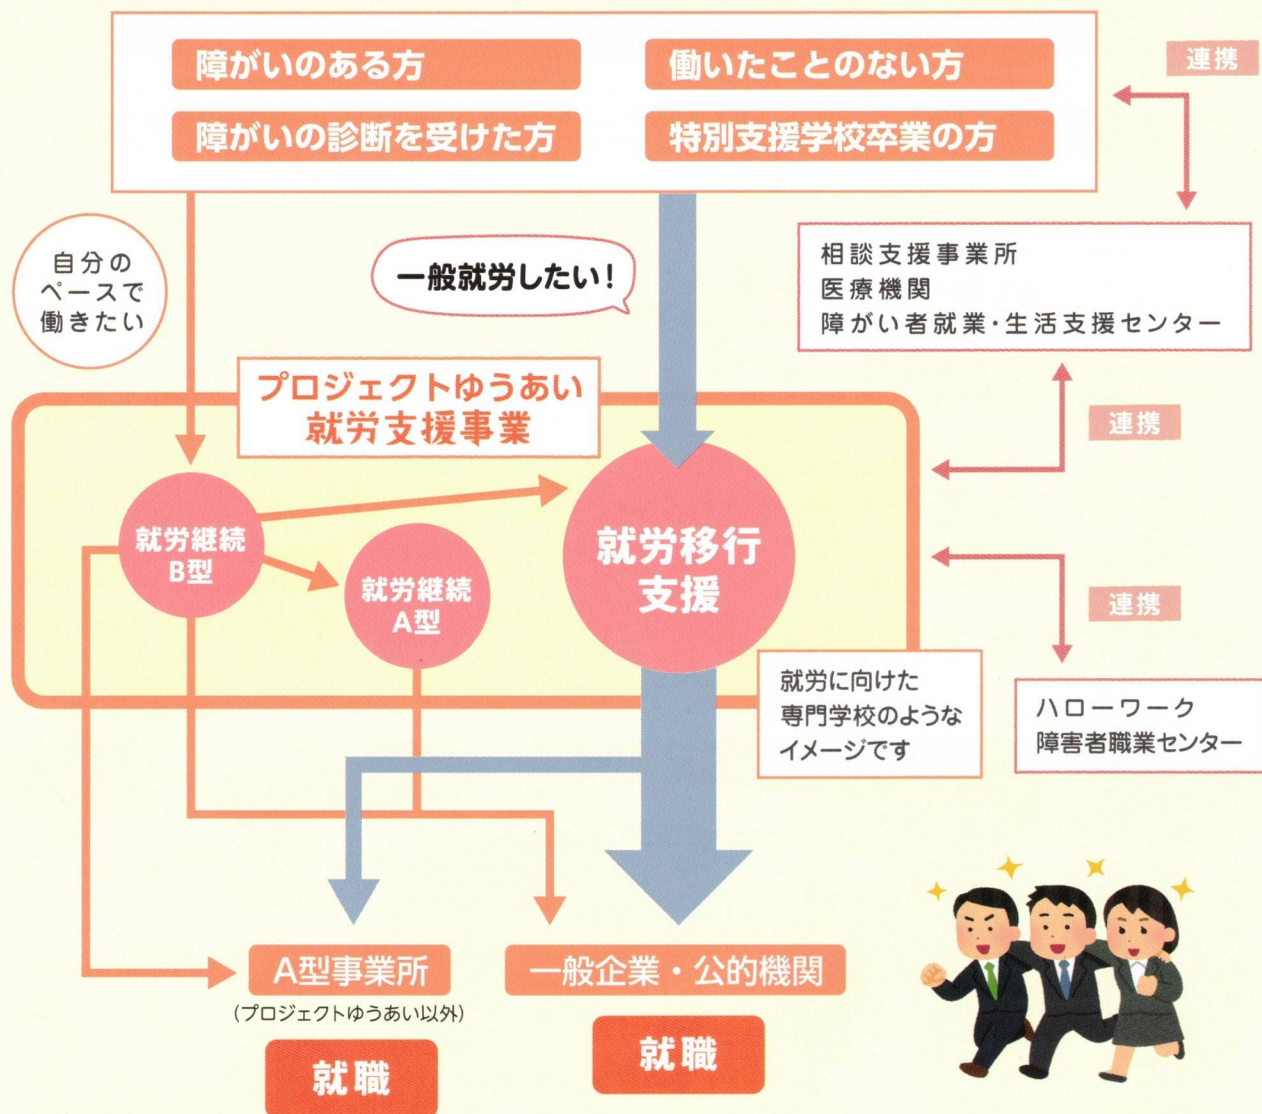 障がいのある方
働いたことのない方
障がいの診断を受けた方
特別支援学校卒業の方
連携
自分の
ペースで
働きたい
一般就労したい！
相談支援事業所
医療機関
障がい者就業・生活支援センター
プロジェクトゆうあい
就労支援事業
連携
就労継続
B型
就労継続
A型
就労移行
支援
連携
就労に向けた
専門学校のような
イメージです
ハローワーク
障害者職業センター
A型事業所
（プロジェクトゆうあい以外）
就職
一般企業・公的機関
就職